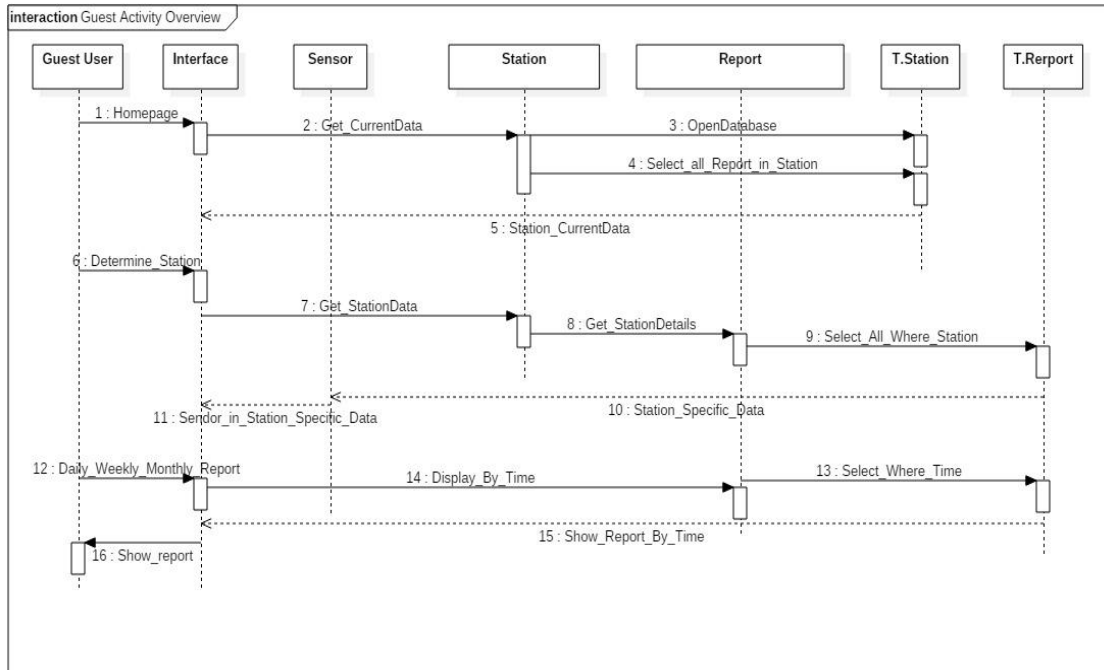 interaction Guest Activity Overview
Guest User
Interface
Sensor
Station
Report
T.Station
T.Rerport
1 : Homepage
2 : Get_CurrentData
3 : OpenDatabase
4 : Select_all_Report_in_Station
5 : Station_CurrentData
6 : Determine_Station
7 : Get_StationData
8 : Get_StationDetails
9 : Select_All_Where_Station
10 : Station_Specific_Data
11 : Sendor_in_Station_Specific_Data
12 : Daily_Weekly_Monthly_Report
13 : Select_Where_Time
14 : Display_By_Time
15 : Show_Report_By_Time
16 : Show_report